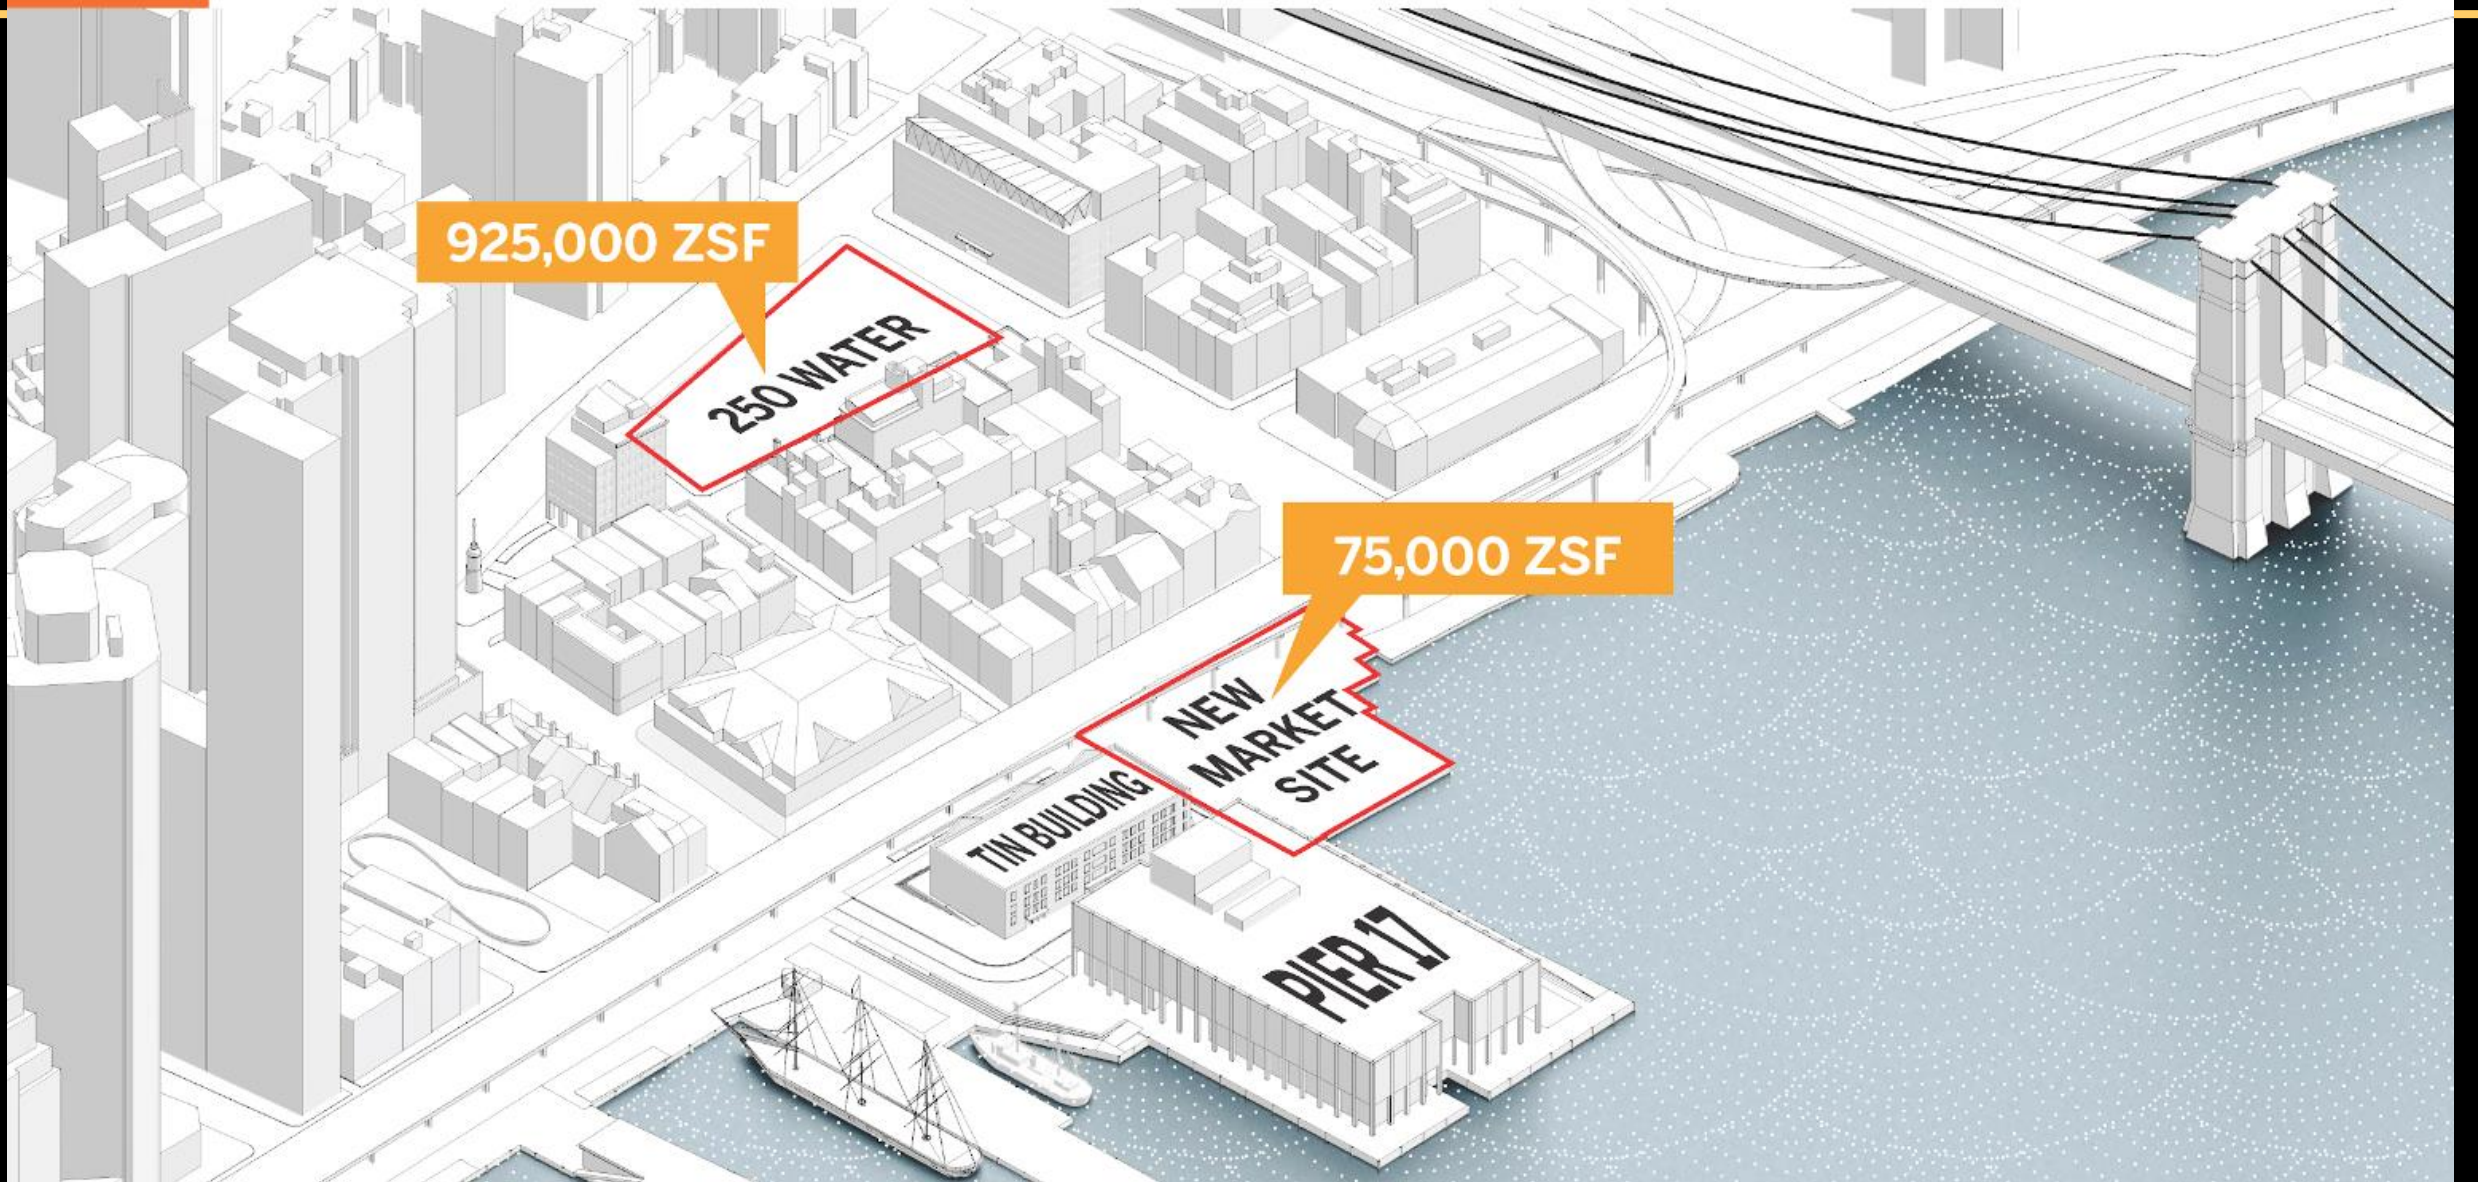 925,000 ZSF
250 WATER
75,000 ZSF
NEW
MARKET
SITE
TIN BUILDING
PIER 17